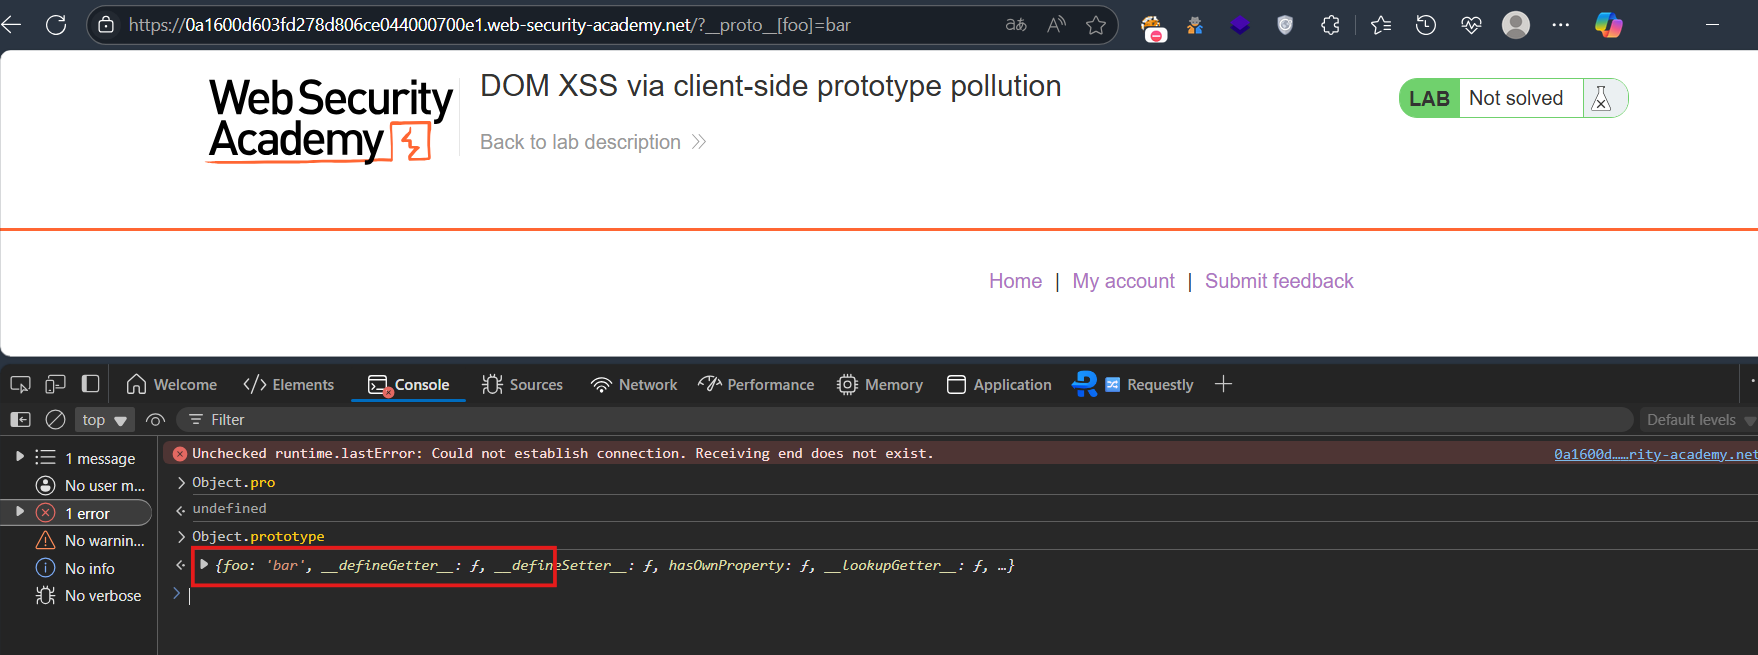 https://0a1600d603fd278d806ce044000700e1.web-security-academy.net/?__proto__[foo]=bar
Web Security
Academy
DOM XSS via client-side prototype pollution
Back to lab description
LAB Not solved
Home | My account | Submit feedback
Welcome Elements Console Sources Network Performance Memory Application Requestly
top Filter Default levels
1 message
No user m...
1 error
No warnin...
No info
No verbose
Unchecked runtime.lastError: Could not establish connection. Receiving end does not exist. 0a1600d.….rity-academy.net
> Object.pro
undefined
> Object.prototype
{foo: 'bar', __defineGetter__: ƒ, __defineSetter__: ƒ, hasOwnProperty: ƒ, __lookupGetter__: ƒ, …}
>